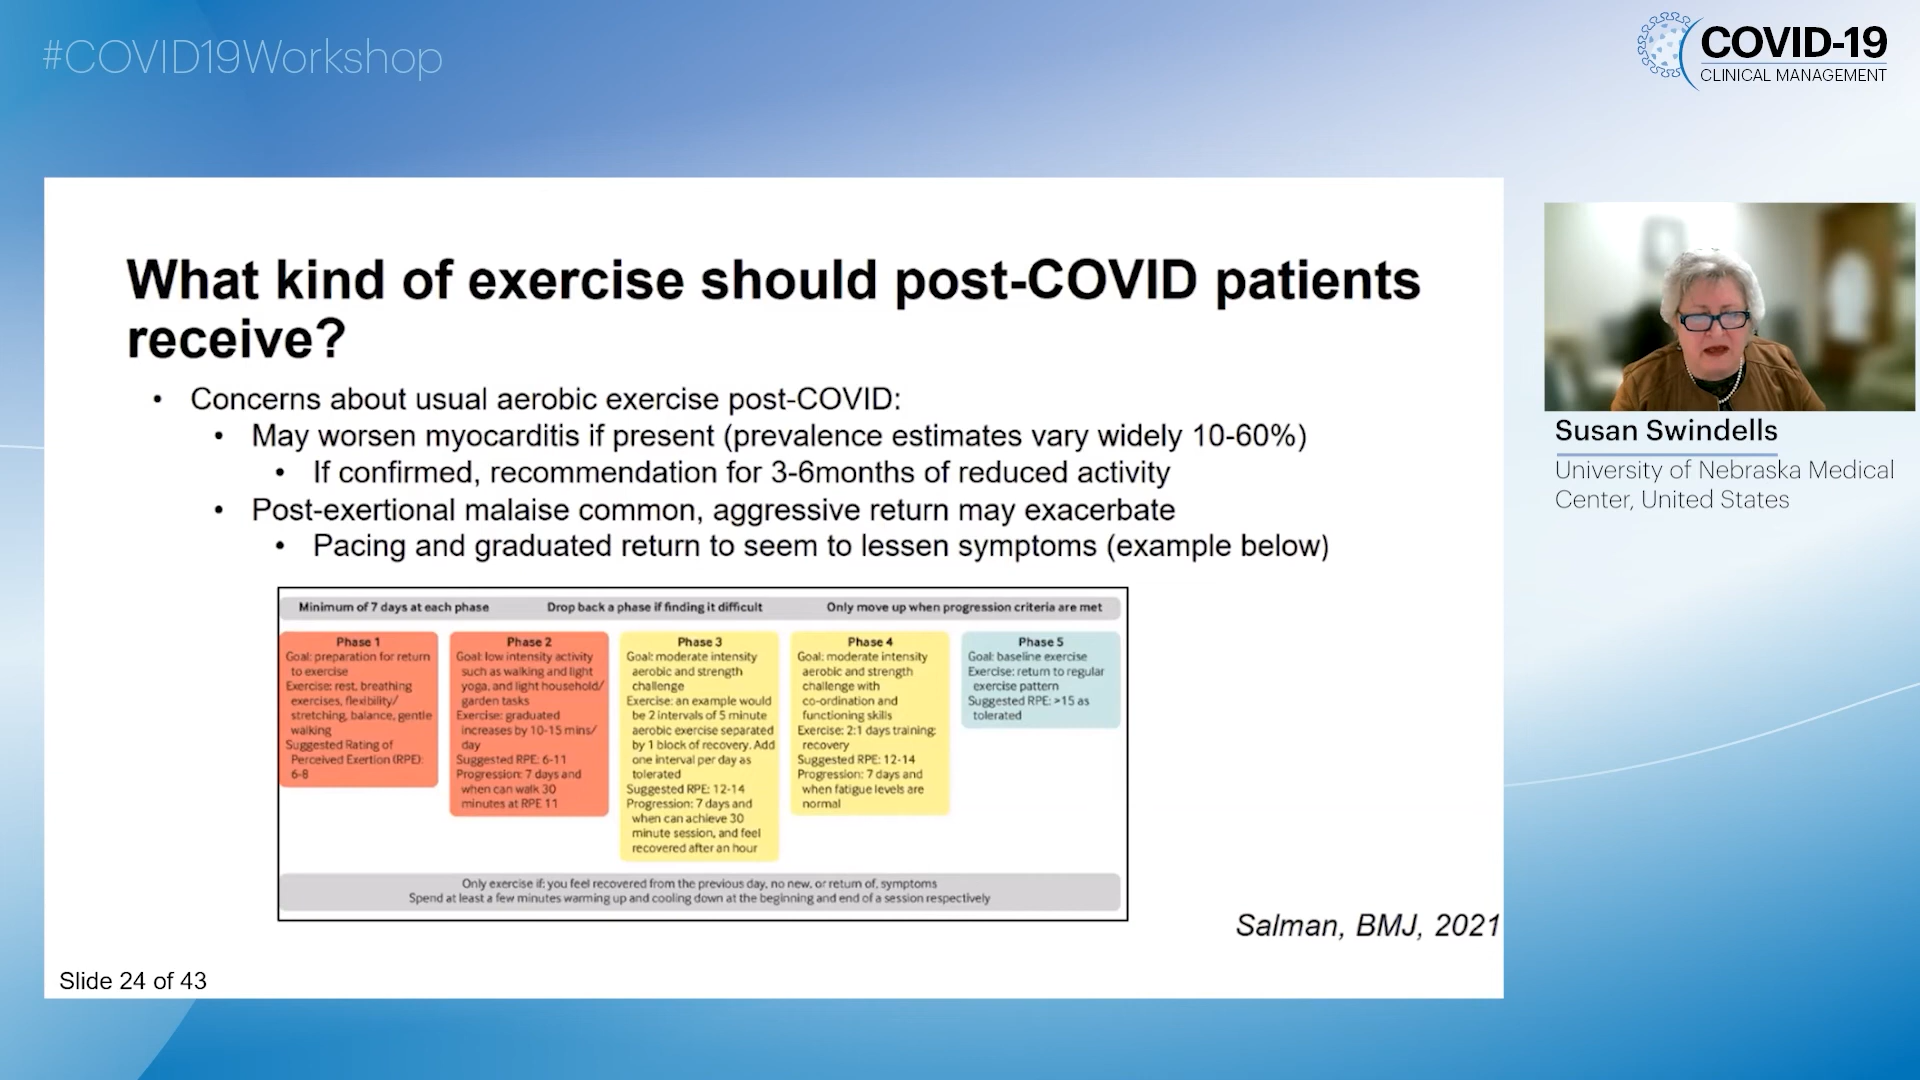 #COVID19Workshop
COVID-19
CLINICAL MANAGEMENT
What kind of exercise should post-COVID patients
receive?
• Concerns about usual aerobic exercise post-COVID:
• May worsen myocarditis if present (prevalence estimates vary widely 10-60%)
• If confirmed, recommendation for 3-6months of reduced activity
• Post-exertional malaise common, aggressive return may exacerbate
• Pacing and graduated return to seem to lessen symptoms (example below)
Minimum of 7 days at each phase Drop back a phase if finding it difficult Only move up when progression criteria are met
Phase 1
Goal: preparation for return
to exercise
Exercise: rest, breathing
exercises, flexibility/
stretching, balance, gentle
walking
Suggested Rating of
Perceived Exertion (RPE):
6-8
Phase 2
Goal: low intensity activity
such as walking and light
yoga, and light household/
garden tasks
Exercise: graduated
increases by 10-15 mins/
day
Suggested RPE: 6-11
Progression: 7 days and
when can walk 30
minutes at RPE 11
Phase 3
Goal: moderate intensity
aerobic and strength
challenge
Exercise: an example would
be 2 intervals of 5 minute
aerobic exercise separated
by 1 block of recovery. Add
one interval per day as
tolerated
Suggested RPE: 12-14
Progression: 7 days and
when can achieve 30
minute session, and feel
recovered after an hour
Phase 4
Goal: moderate intensity
aerobic and strength
challenge with
co-ordination and
functioning skills
Exercise: 2:1 days training:
recovery
Suggested RPE: 12-14
Progression: 7 days and
when fatigue levels are
normal
Phase 5
Goal: baseline exercise
Exercise: return to regular
exercise pattern
Suggested RPE: >15 as
tolerated
Only exercise if: you feel recovered from the previous day, no new, or return of, symptoms
Spend at least a few minutes warming up and cooling down at the beginning and end of a session respectively
Salman, BMJ, 2021
Slide 24 of 43
Susan Swindells
University of Nebraska Medical
Center, United States